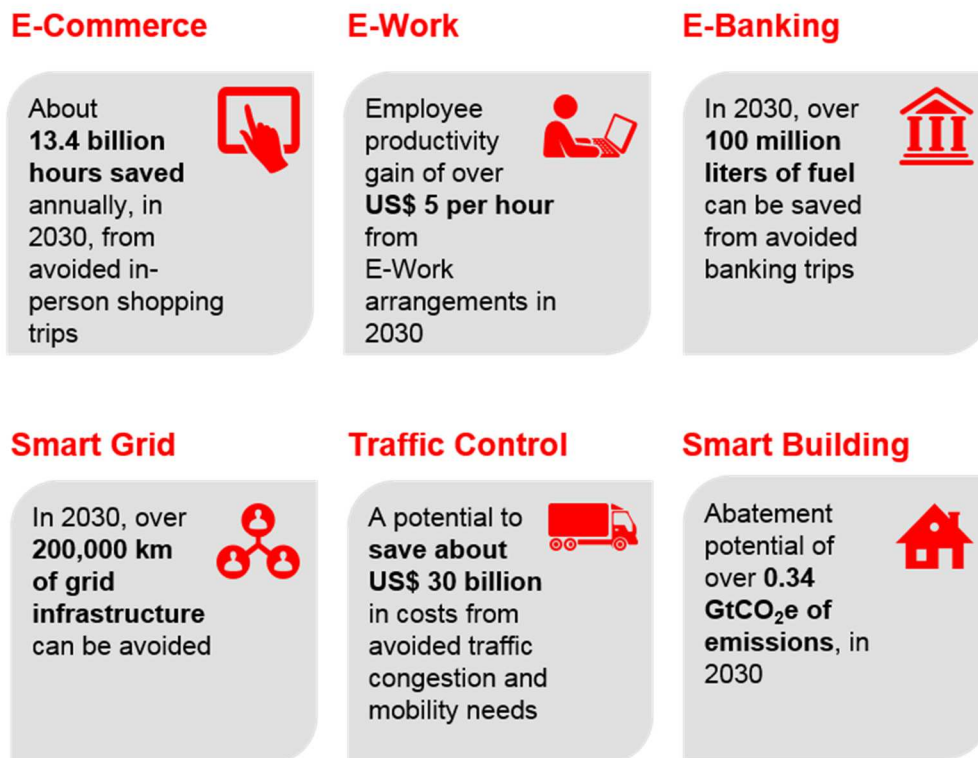 E-Commerce
About
13.4 billion
hours saved
annually, in
2030, from
avoided in-
person shopping
trips
E-Work
Employee
productivity
gain of over
US$ 5 per hour
from
E-Work
arrangements in
2030
E-Banking
In 2030, over
100 million
liters of fuel
can be saved
from avoided
banking trips
Smart Grid
In 2030, over
200,000 km
of grid
infrastructure
can be avoided
Traffic Control
A potential to
save about
US$ 30 billion
in costs from
avoided traffic
congestion and
mobility needs
Smart Building
Abatement
potential of
over 0.34
GtCO₂e of
emissions, in
2030